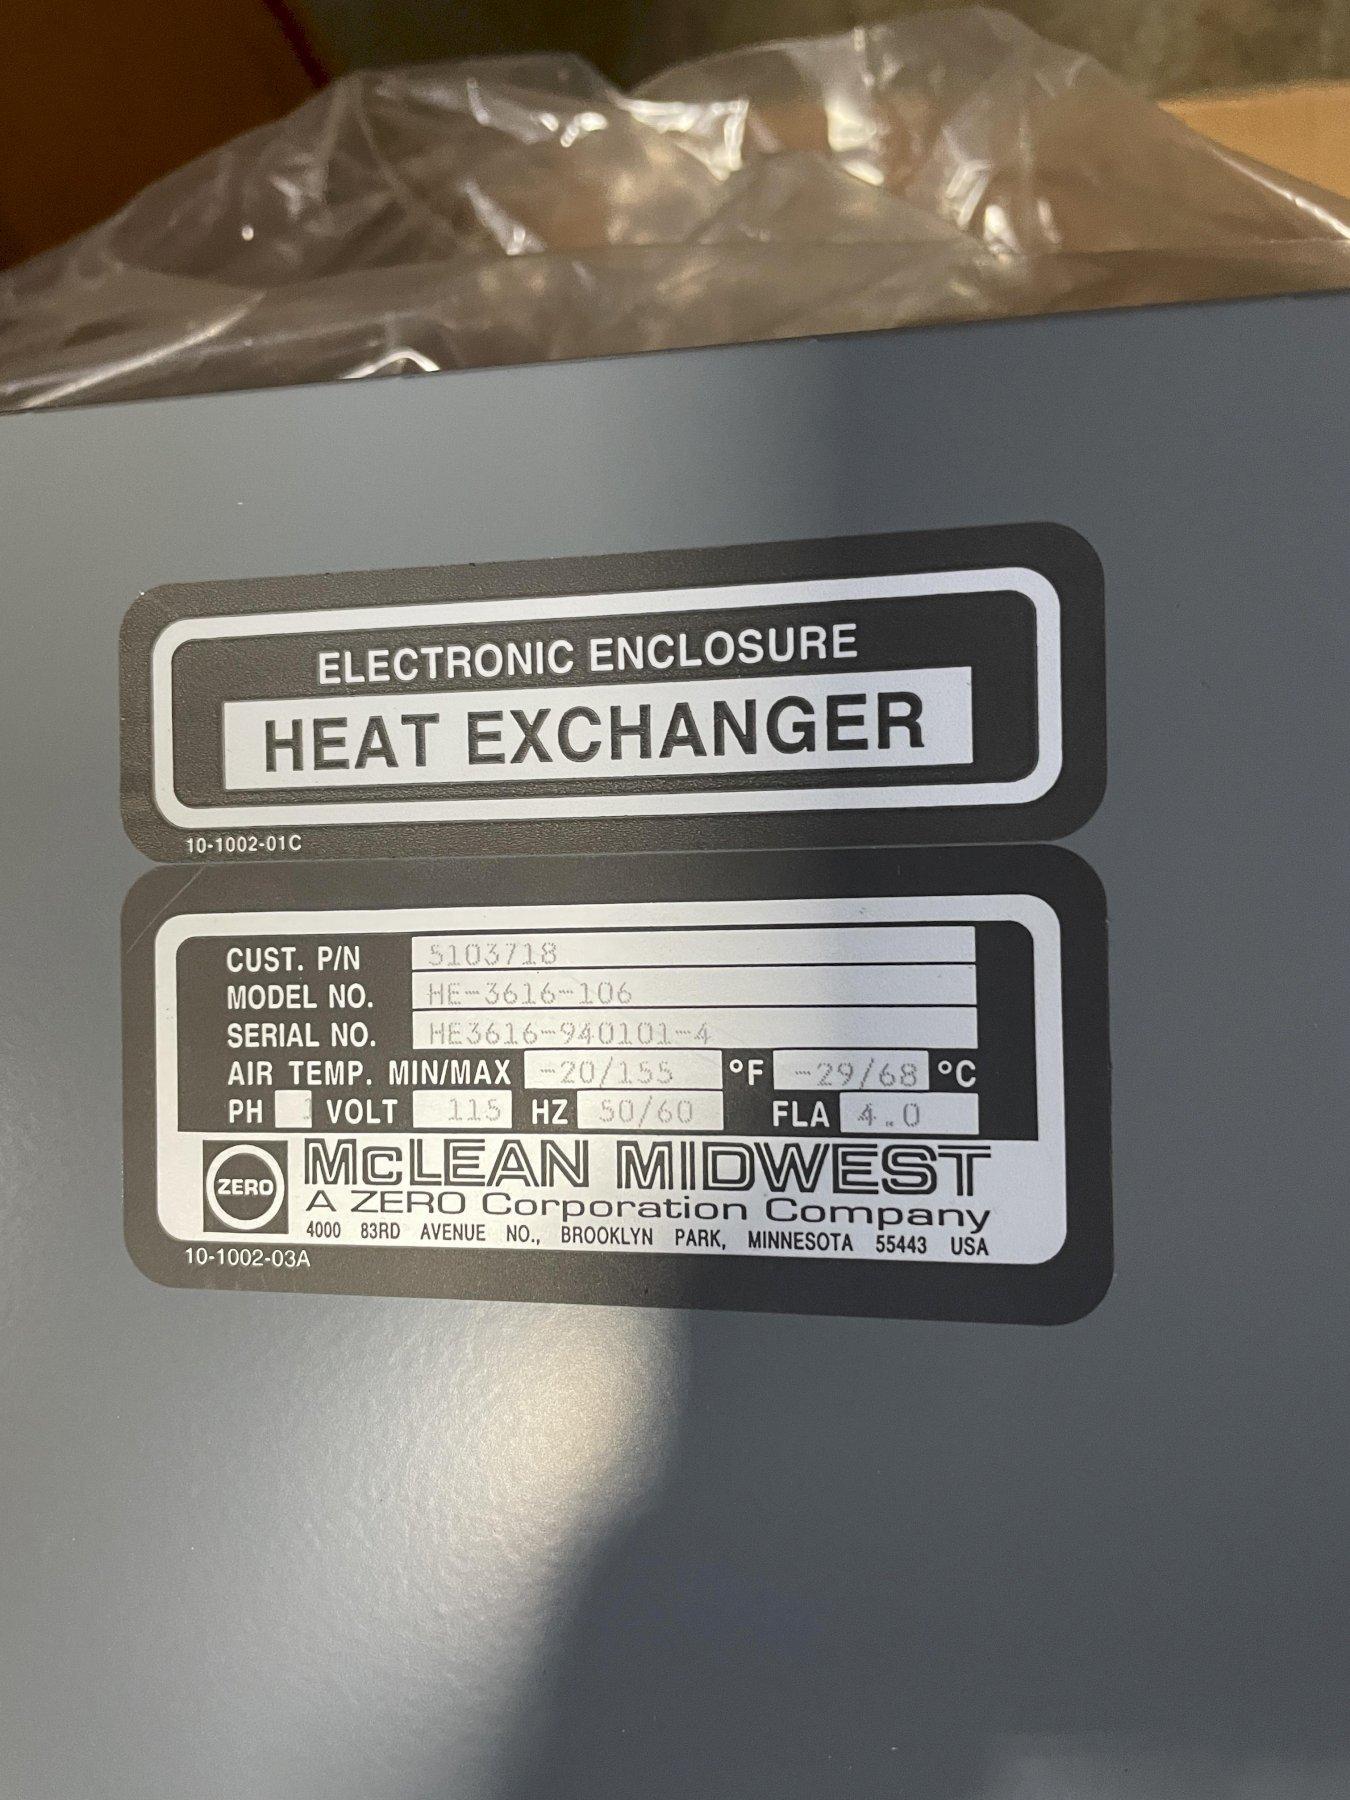 ELECTRONIC ENCLOSURE
HEAT EXCHANGER
10-1002-01C
CUST. P/N 5103718
MODEL NO. HE-3616-106
SERIAL NO. HE3616-940101-4
AIR TEMP. MIN/MAX -20/155 °F -29/68 °C
PH 1 VOLT 115 HZ 50/60 FLA 4.0
ZERO McLEAN MIDWEST
A ZERO Corporation Company
4000 83RD AVENUE NO., BROOKLYN PARK, MINNESOTA 55443 USA
10-1002-03A